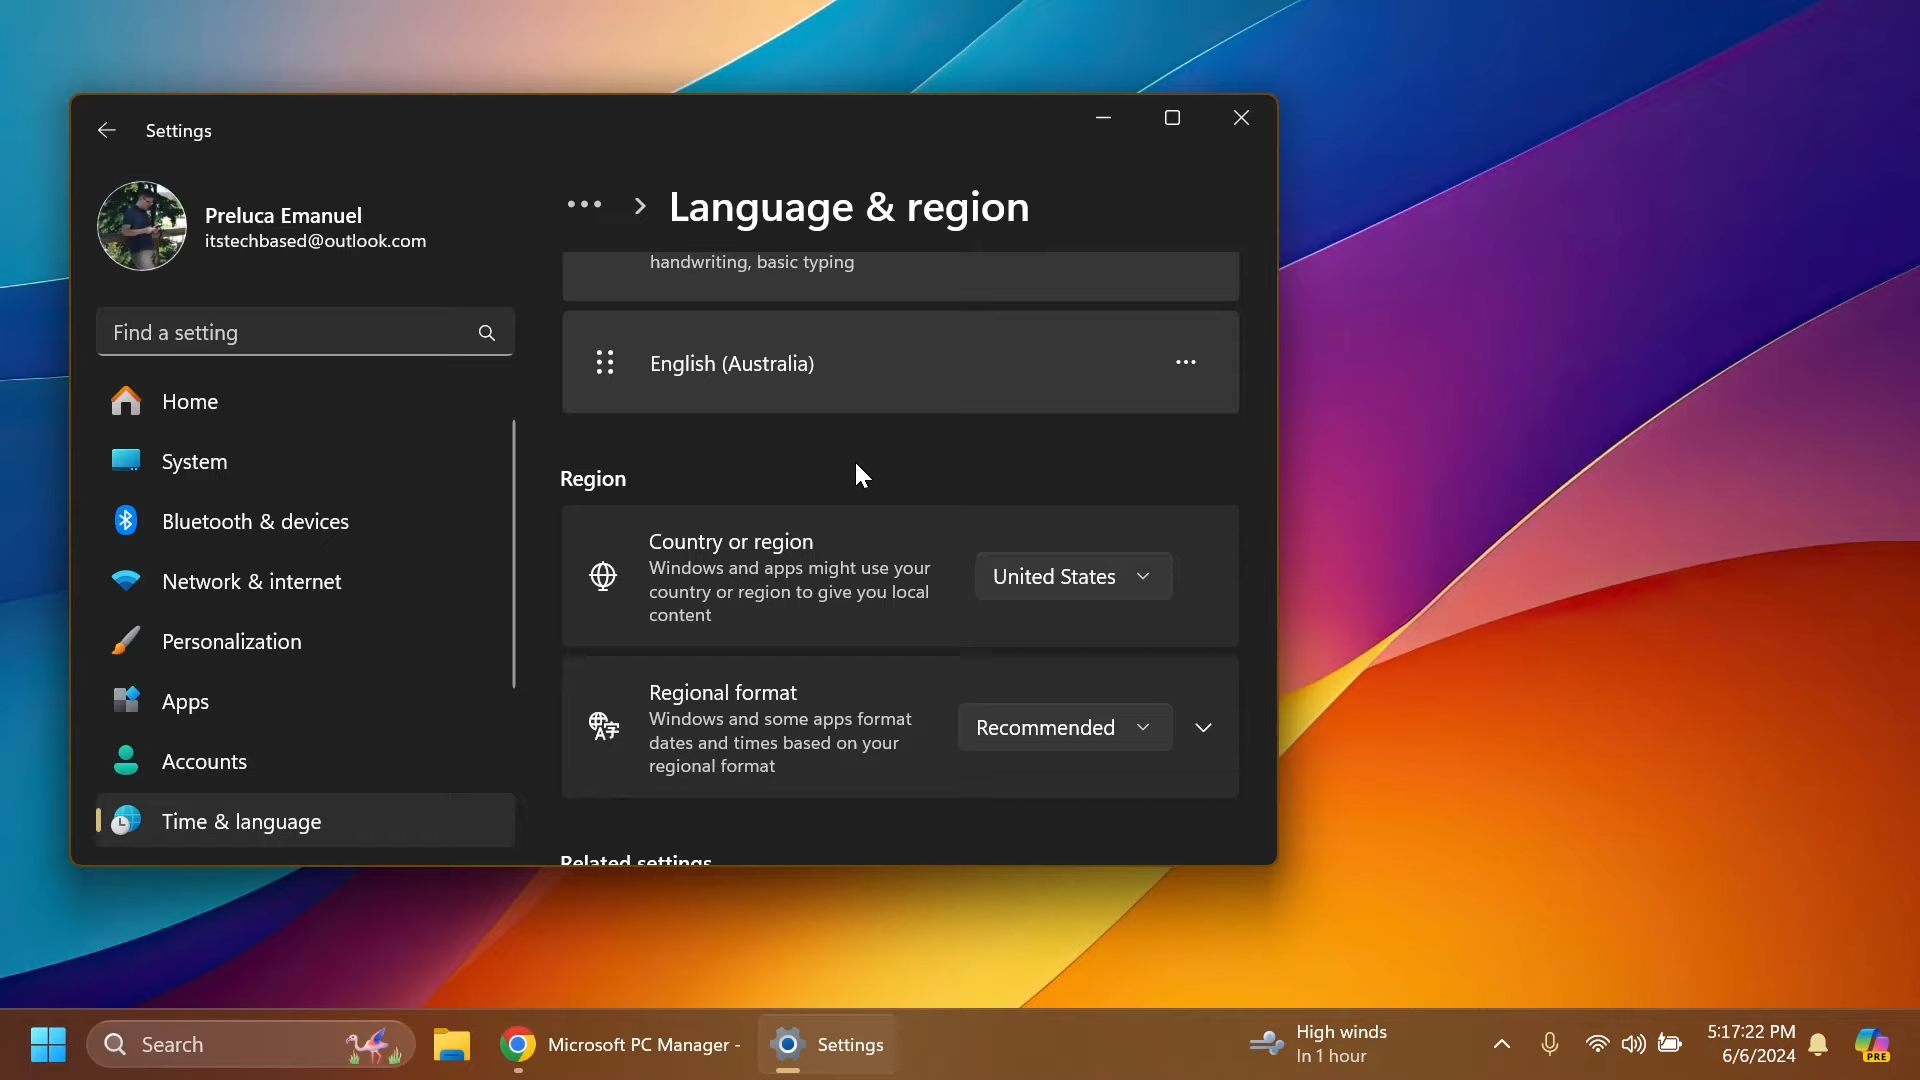 Settings
Preluca Emanuel
itstechbased@outlook.com
Find a setting
Home
System
Bluetooth & devices
Network & internet
Personalization
Apps
Accounts
Time & language
Language & region
handwriting, basic typing
English (Australia)
Region
Country or region
Windows and apps might use your
country or region to give you local
content
United States
Regional format
Windows and some apps format
dates and times based on your
regional format
Recommended
Related settings
Search
Microsoft PC Manager -
Settings
High winds
In 1 hour
5:17:22 PM
6/6/2024
PRE